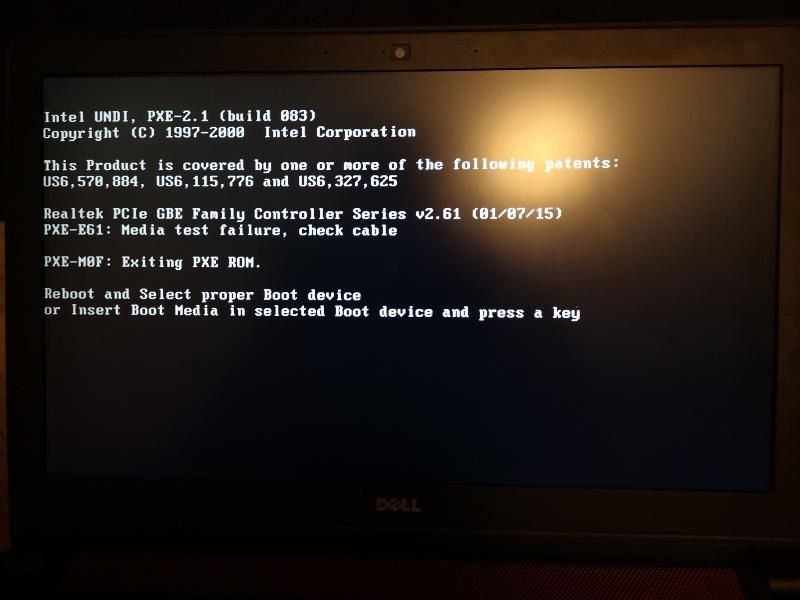 Intel UNDI, PXE-2.1 (build 083)
Copyright (C) 1997-2000  Intel Corporation
This Product is covered by one or more of the following patents:
US6,570,884, US6,115,776 and US6,327,625
Realtek PCIe GBE Family Controller Series v2.61 (01/07/15)
PXE-E61: Media test failure, check cable
PXE-M0F: Exiting PXE ROM.
Reboot and Select proper Boot device
or Insert Boot Media in selected Boot device and press a key
DELL